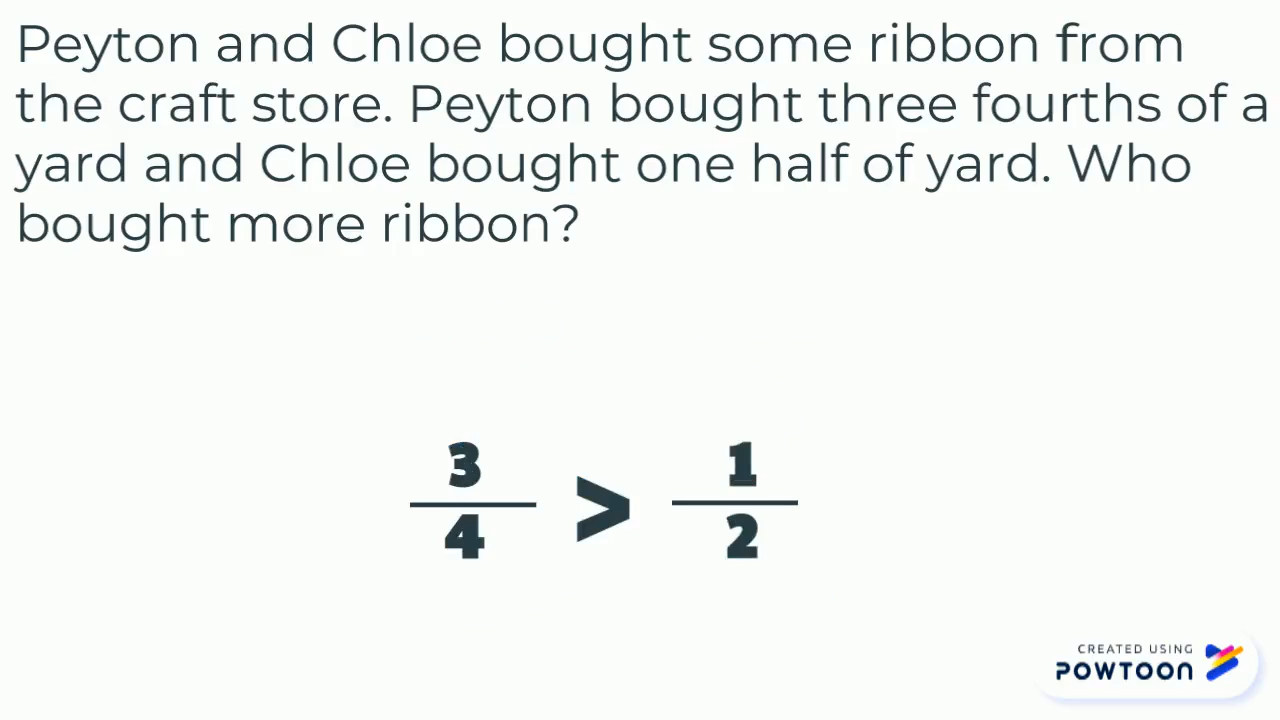 Peyton and Chloe bought some ribbon from
the craft store. Peyton bought three fourths of a
yard and Chloe bought one half of yard. Who
bought more ribbon?
3 1
>
4 2
CREATED USING
POWTOON